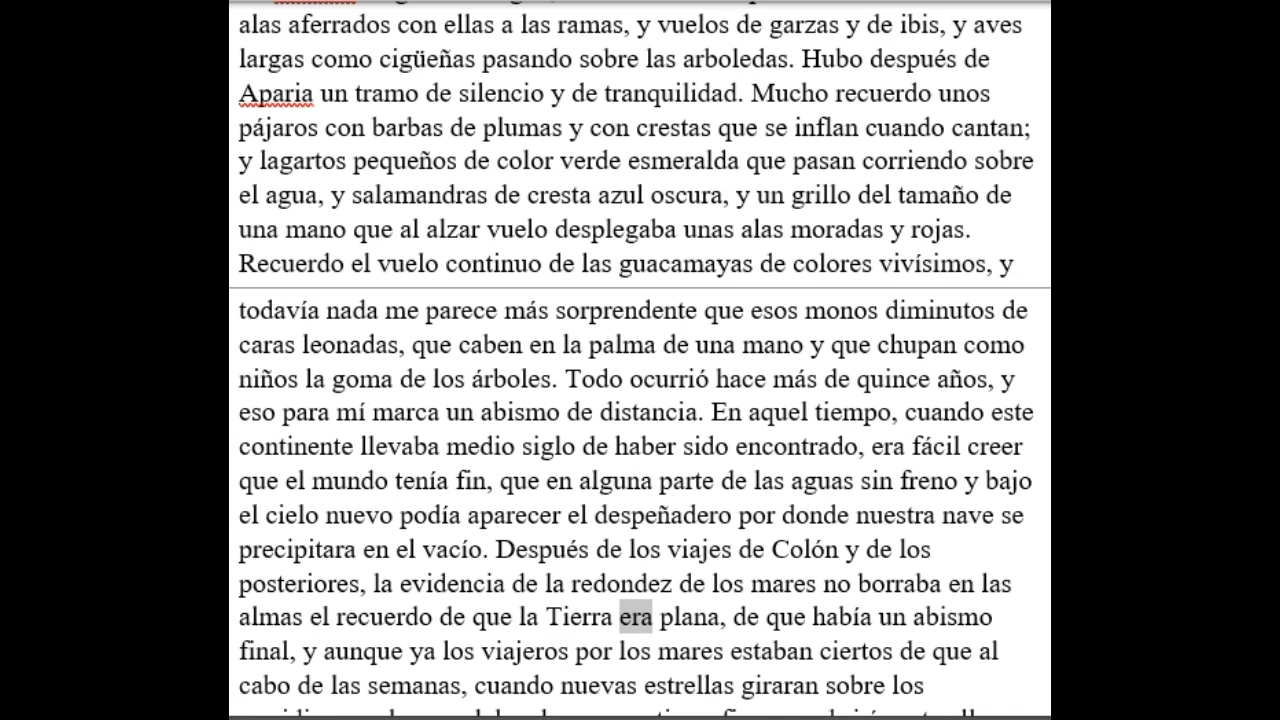 alas aferrados con ellas a las ramas, y vuelos de garzas y de ibis, y aves
largas como cigüeñas pasando sobre las arboledas. Hubo después de
Aparia un tramo de silencio y de tranquilidad. Mucho recuerdo unos
pájaros con barbas de plumas y con crestas que se inflan cuando cantan;
y lagartos pequeños de color verde esmeralda que pasan corriendo sobre
el agua, y salamandras de cresta azul oscura, y un grillo del tamaño de
una mano que al alzar vuelo desplegaba unas alas moradas y rojas.
Recuerdo el vuelo continuo de las guacamayas de colores vivísimos, y
todavía nada me parece más sorprendente que esos monos diminutos de
caras leonadas, que caben en la palma de una mano y que chupan como
niños la goma de los árboles. Todo ocurrió hace más de quince años, y
eso para mí marca un abismo de distancia. En aquel tiempo, cuando este
continente llevaba medio siglo de haber sido encontrado, era fácil creer
que el mundo tenía fin, que en alguna parte de las aguas sin freno y bajo
el cielo nuevo podía aparecer el despeñadero por donde nuestra nave se
precipitara en el vacío. Después de los viajes de Colón y de los
posteriores, la evidencia de la redondez de los mares no borraba en las
almas el recuerdo de que la Tierra era plana, de que había un abismo
final, y aunque ya los viajeros por los mares estaban ciertos de que al
cabo de las semanas, cuando nuevas estrellas giraran sobre los